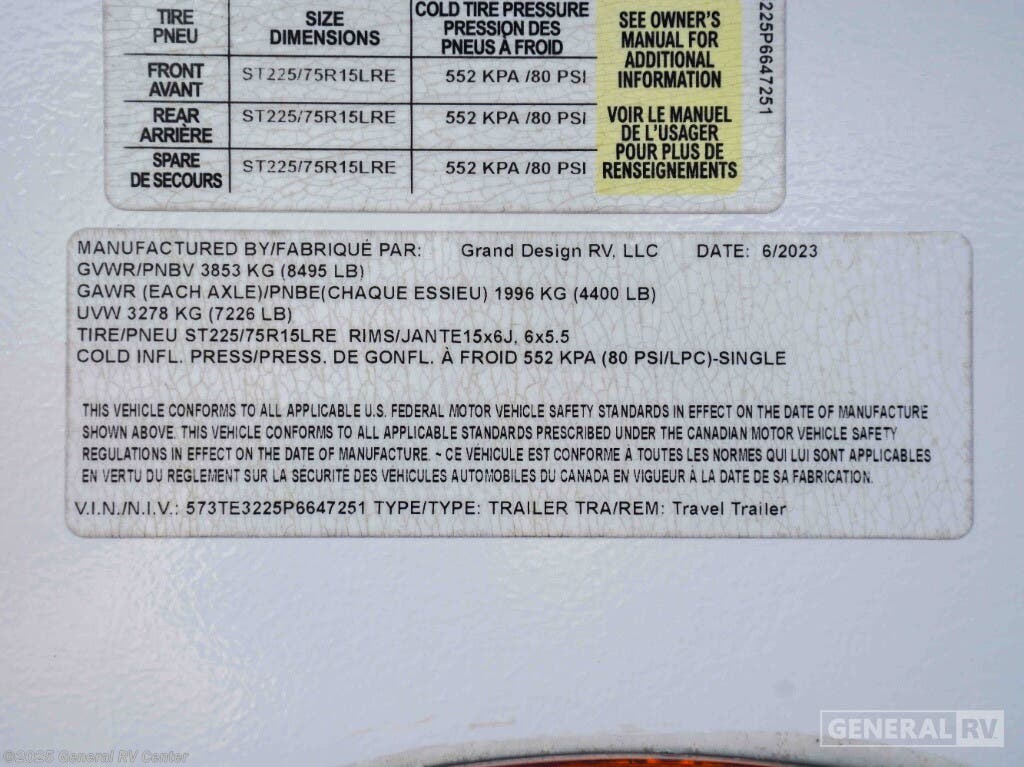 TIRE PNEU
SIZE DIMENSIONS
COLD TIRE PRESSURE PRESSION DES PNEUS À FROID
FRONT AVANT ST225/75R15LRE 552 KPA /80 PSI
REAR ARRIÈRE ST225/75R15LRE 552 KPA /80 PSI
SPARE DE SECOURS ST225/75R15LRE 552 KPA /80 PSI
SEE OWNER'S
MANUAL FOR
ADDITIONAL
INFORMATION
VOIR LE MANUEL
DE L'USAGER
POUR PLUS DE
RENSEIGNEMENTS
225P6647251
MANUFACTURED BY/FABRIQUÉ PAR: Grand Design RV, LLC DATE: 6/2023
GVWR/PNBV 3853 KG (8495 LB)
GAWR (EACH AXLE)/PNBE(CHAQUE ESSIEU) 1996 KG (4400 LB)
UVW 3278 KG (7226 LB)
TIRE/PNEU ST225/75R15LRE RIMS/JANTE15x6J, 6x5.5
COLD INFL. PRESS/PRESS. DE GONFL. À FROID 552 KPA (80 PSI/LPC)-SINGLE
THIS VEHICLE CONFORMS TO ALL APPLICABLE U.S. FEDERAL MOTOR VEHICLE SAFETY STANDARDS IN EFFECT ON THE DATE OF MANUFACTURE
SHOWN ABOVE. THIS VEHICLE CONFORMS TO ALL APPLICABLE STANDARDS PRESCRIBED UNDER THE CANADIAN MOTOR VEHICLE SAFETY
REGULATIONS IN EFFECT ON THE DATE OF MANUFACTURE. ~ CE VÉHICULE EST CONFORME À TOUTES LES NORMES QUI LUI SONT APPLICABLES
EN VERTU DU REGLEMENT SUR LA SÉCURITÉ DES VÉHICULES AUTOMOBILES DU CANADA EN VIGUEUR À LA DATE DE SA FABRICATION.
V.I.N./N.I.V.: 573TE3225P6647251 TYPE/TYPE: TRAILER TRA/REM: Travel Trailer
GENERAL RV
©2025 General RV Center